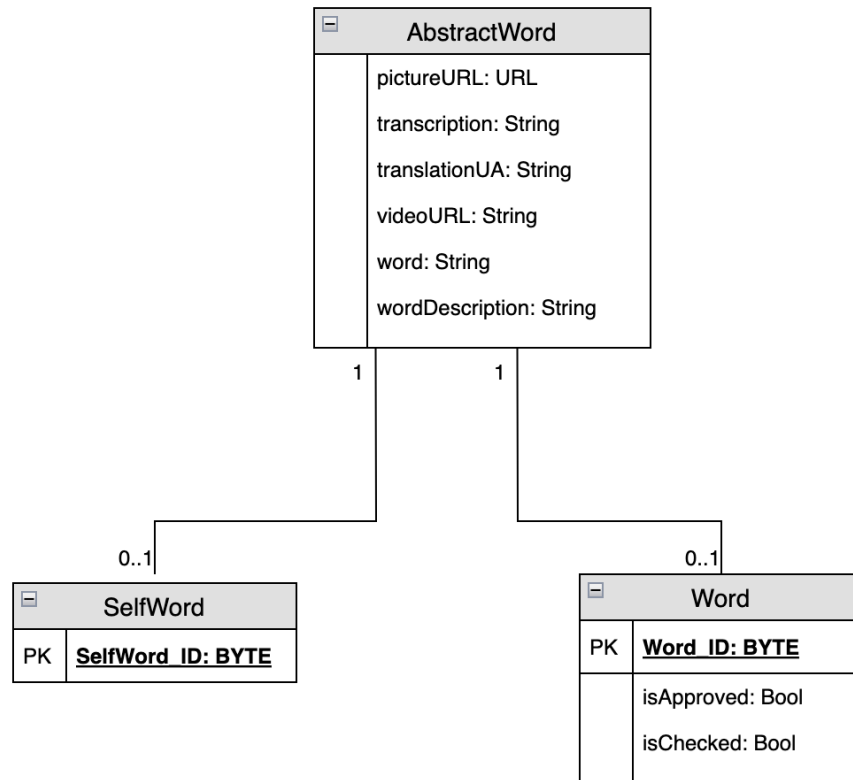 AbstractWord
pictureURL: URL
transcription: String
translationUA: String
videoURL: String
word: String
wordDescription: String
1
1
0..1
0..1
SelfWord
PK SelfWord_ID: BYTE
Word
PK Word_ID: BYTE
isApproved: Bool
isChecked: Bool